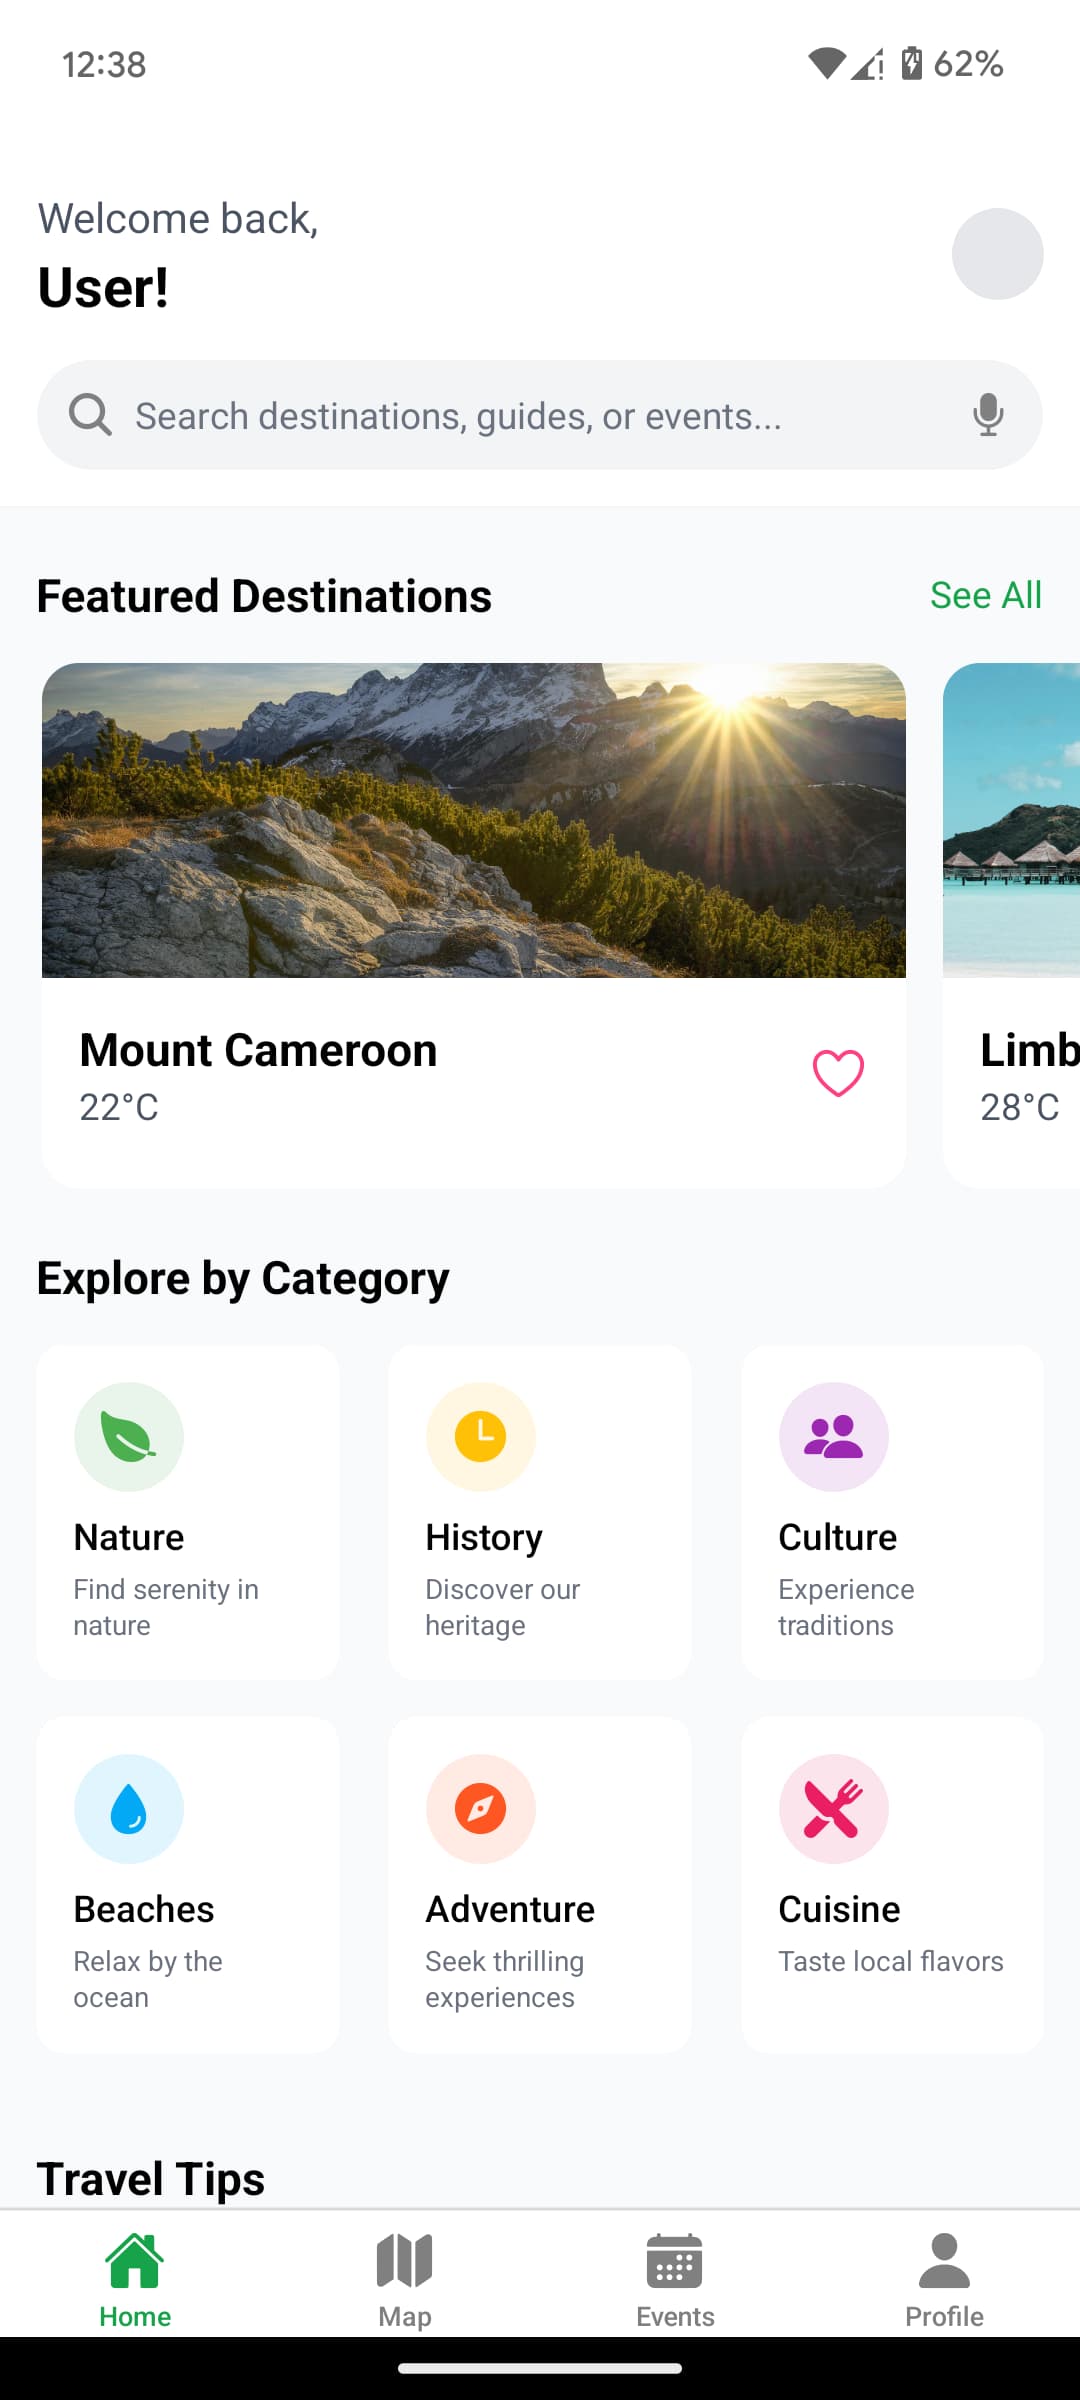 12:38
62%
Welcome back,
User!
Search destinations, guides, or events...
Featured Destinations
See All
Mount Cameroon
22°C
Limb
28°C
Explore by Category
Nature
Find serenity in
nature
History
Discover our
heritage
Culture
Experience
traditions
Beaches
Relax by the
ocean
Adventure
Seek thrilling
experiences
Cuisine
Taste local flavors
Travel Tips
Home
Map
Events
Profile